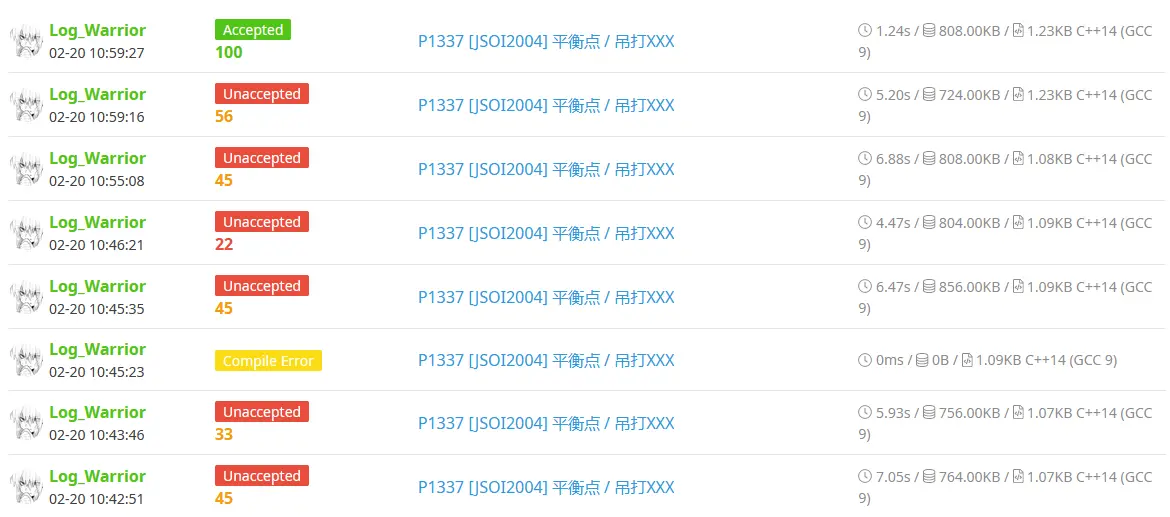 Log_Warrior
02-20 10:59:27
Accepted
100
P1337 [JSOI2004] 平衡点 / 吊打XXX
1.24s / 808.00KB / 1.23KB C++14 (GCC
9)
Log_Warrior
02-20 10:59:16
Unaccepted
56
P1337 [JSOI2004] 平衡点 / 吊打XXX
5.20s / 724.00KB / 1.23KB C++14 (GCC
9)
Log_Warrior
02-20 10:55:08
Unaccepted
45
P1337 [JSOI2004] 平衡点 / 吊打XXX
6.88s / 808.00KB / 1.08KB C++14 (GCC
9)
Log_Warrior
02-20 10:46:21
Unaccepted
22
P1337 [JSOI2004] 平衡点 / 吊打XXX
4.47s / 804.00KB / 1.09KB C++14 (GCC
9)
Log_Warrior
02-20 10:45:35
Unaccepted
45
P1337 [JSOI2004] 平衡点 / 吊打XXX
6.47s / 856.00KB / 1.09KB C++14 (GCC
9)
Log_Warrior
02-20 10:45:23
Compile Error
P1337 [JSOI2004] 平衡点 / 吊打XXX
0ms / 0B / 1.09KB C++14 (GCC 9)
Log_Warrior
02-20 10:43:46
Unaccepted
33
P1337 [JSOI2004] 平衡点 / 吊打XXX
5.93s / 756.00KB / 1.07KB C++14 (GCC
9)
Log_Warrior
02-20 10:42:51
Unaccepted
45
P1337 [JSOI2004] 平衡点 / 吊打XXX
7.05s / 764.00KB / 1.07KB C++14 (GCC
9)